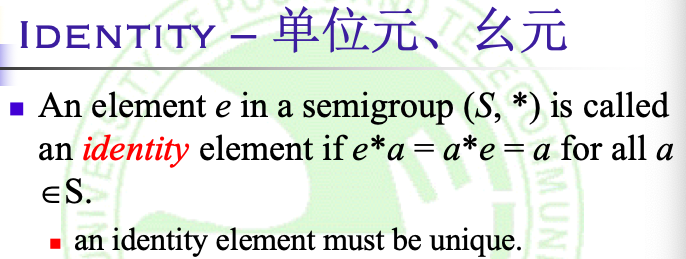 IDENTITY – 单位元、幺元
An element e in a semigroup (S, *) is called
an identity element if e*a = a*e = a for all a
∈S.
an identity element must be unique.